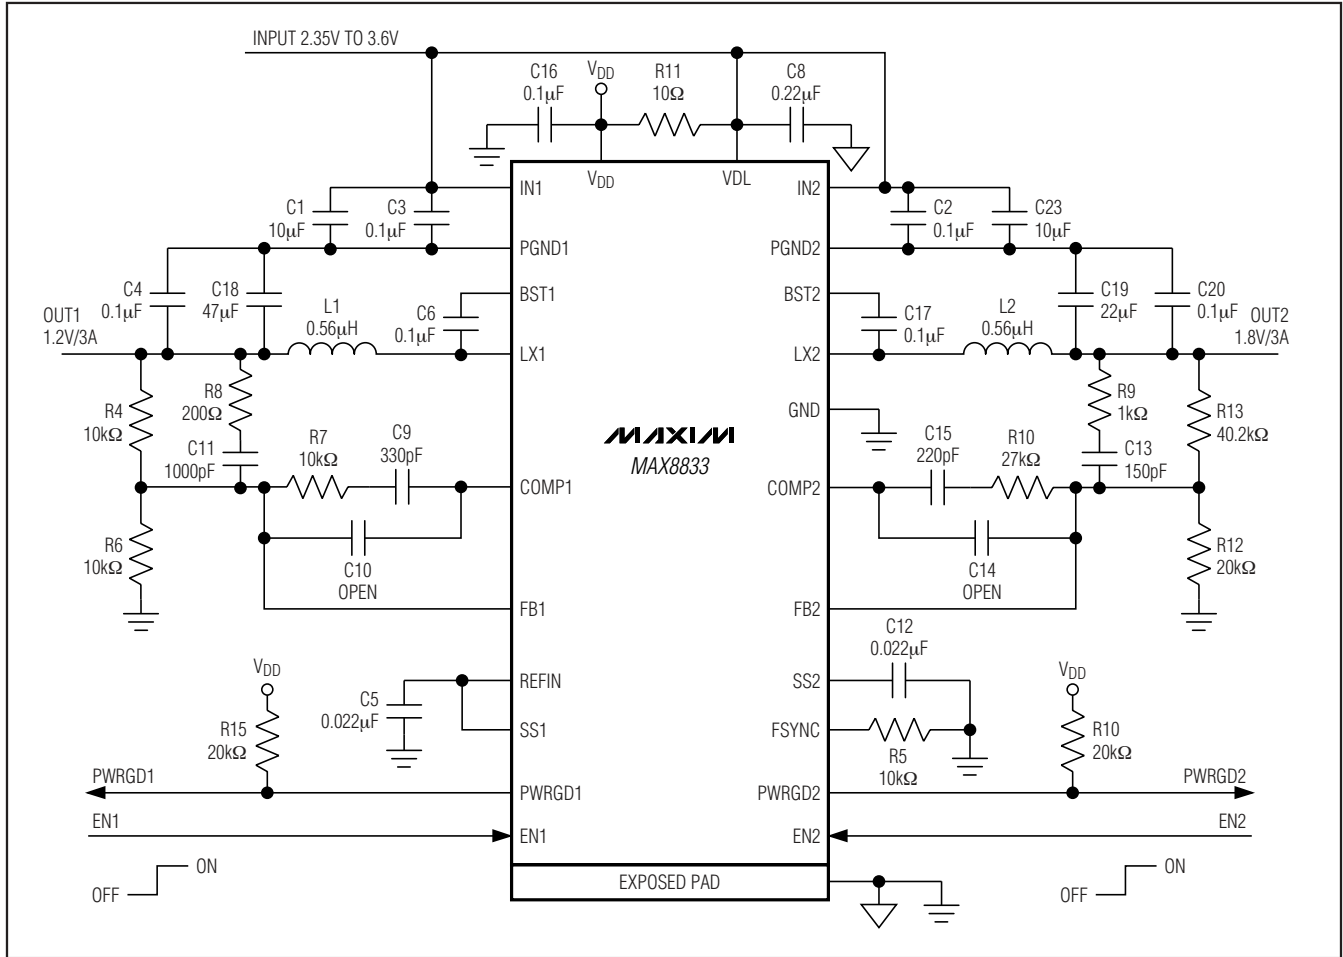 INPUT 2.35V TO 3.6V
C16
0.1µF
VDD
R11
10Ω
C8
0.22µF
IN1
VDD
VDL
IN2
C1
10µF
C3
0.1µF
C2
0.1µF
C23
10µF
PGND1
PGND2
C4
0.1µF
C18
47µF
BST1
BST2
C19
22µF
C20
0.1µF
OUT1
1.2V/3A
L1
0.56µH
C6
0.1µF
C17
0.1µF
L2
0.56µH
OUT2
1.8V/3A
LX1
LX2
R4
10kΩ
R8
200Ω
GND
R9
1kΩ
R13
40.2kΩ
C11
1000pF
R7
10kΩ
C9
330pF
MAXIM
MAX8833
C15
220pF
R10
27kΩ
C13
150pF
COMP1
COMP2
R6
10kΩ
C10
OPEN
C14
OPEN
R12
20kΩ
FB1
FB2
VDD
R15
20kΩ
C5
0.022µF
REFIN
SS1
C12
0.022µF
SS2
FSYNC
R5
10kΩ
VDD
R10
20kΩ
PWRGD1
PWRGD1
PWRGD2
PWRGD2
EN1
EN1
EN2
EN2
ON
OFF
EXPOSED PAD
ON
OFF